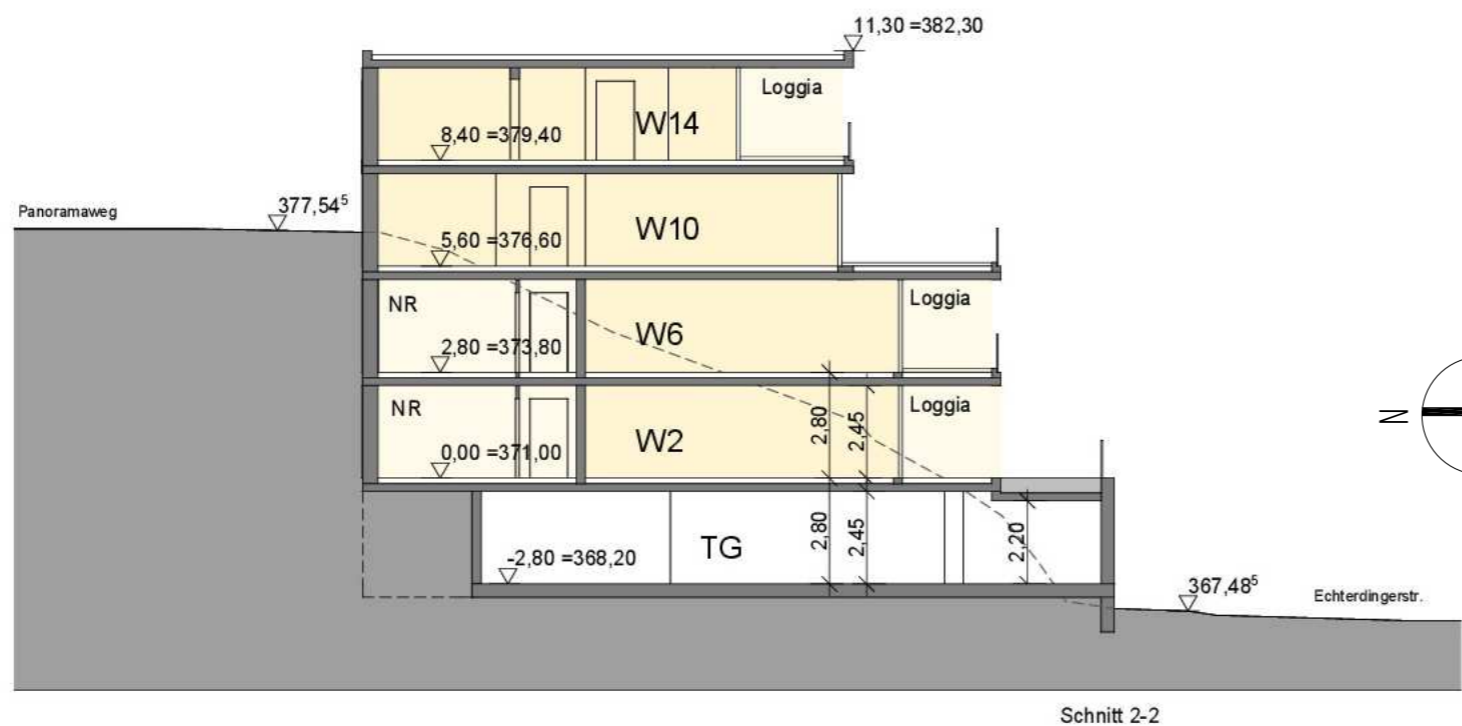 11,30 =382,30
Loggia
8,40 =379,40
W14
Panoramaweg
377,54⁵
5,60 =376,60
W10
NR
Loggia
2,80 =373,80
W6
NR
Loggia
2,80
2,45
0,00 =371,00
W2
N
2,80
2,45
2,20
TG
-2,80 =368,20
367,48⁵
Echterdingerstr.
Schnitt 2-2